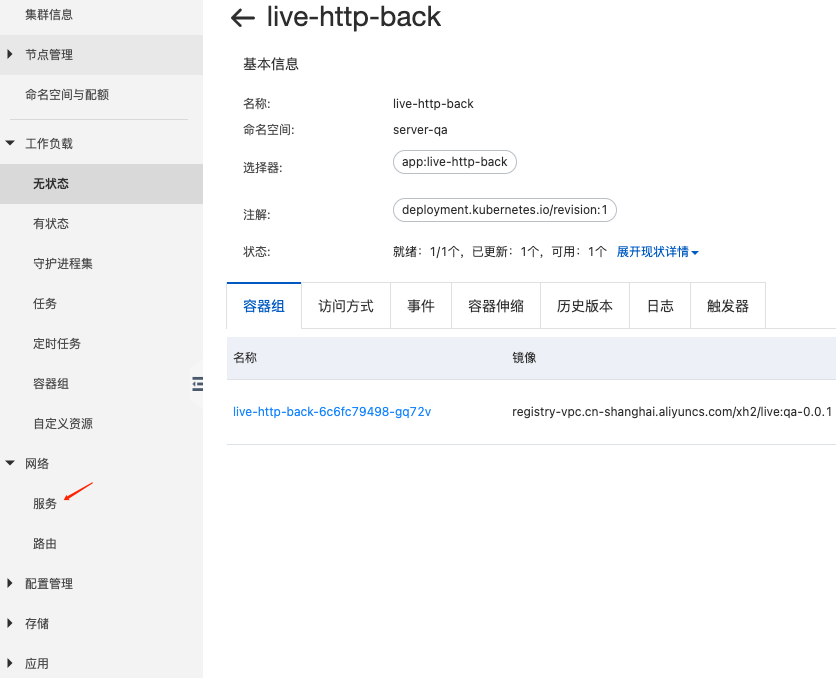 集群信息
节点管理
命名空间与配额
工作负载
无状态
有状态
守护进程集
任务
定时任务
容器组
自定义资源
网络
服务
路由
配置管理
存储
应用
live-http-back
基本信息
名称: live-http-back
命名空间: server-qa
选择器: app:live-http-back
注解: deployment.kubernetes.io/revision:1
状态: 就绪：1/1个，已更新：1个，可用：1个 展开现状详情
容器组 访问方式 事件 容器伸缩 历史版本 日志 触发器
名称 镜像
live-http-back-6c6fc79498-gq72v registry-vpc.cn-shanghai.aliyuncs.com/xh2/live:qa-0.0.1